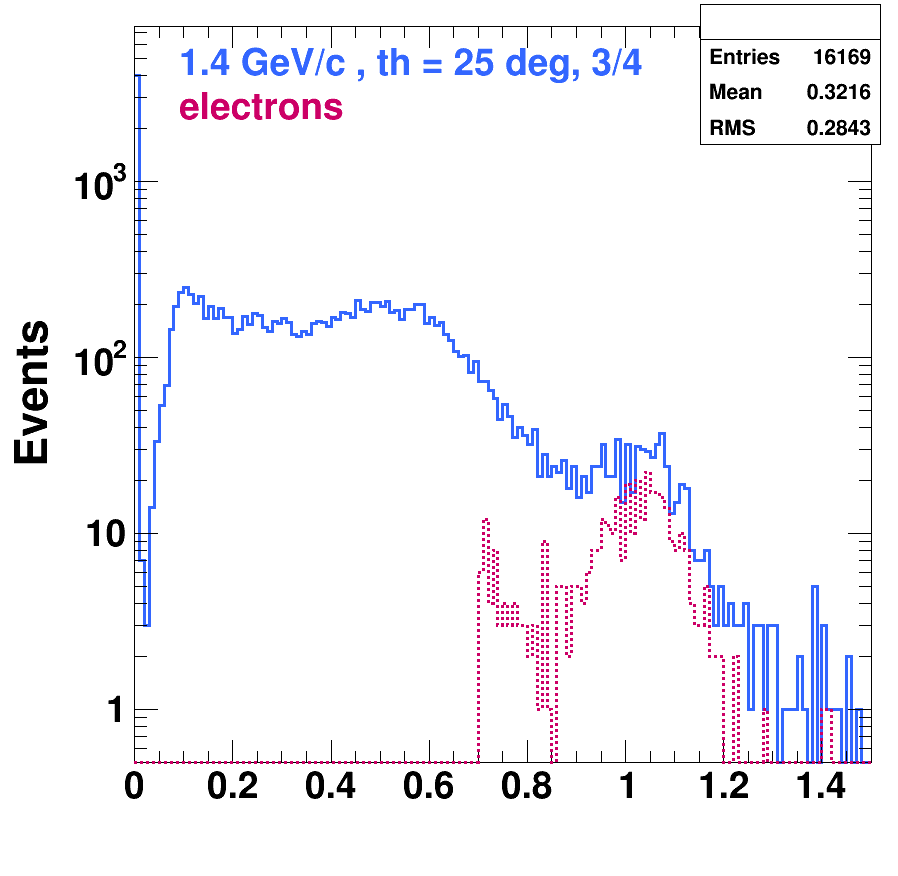 1.4 GeV/c , th = 25 deg, 3/4
electrons
Entries 16169
Mean 0.3216
RMS 0.2843
Events
10³
10²
10
1
0 0.2 0.4 0.6 0.8 1 1.2 1.4